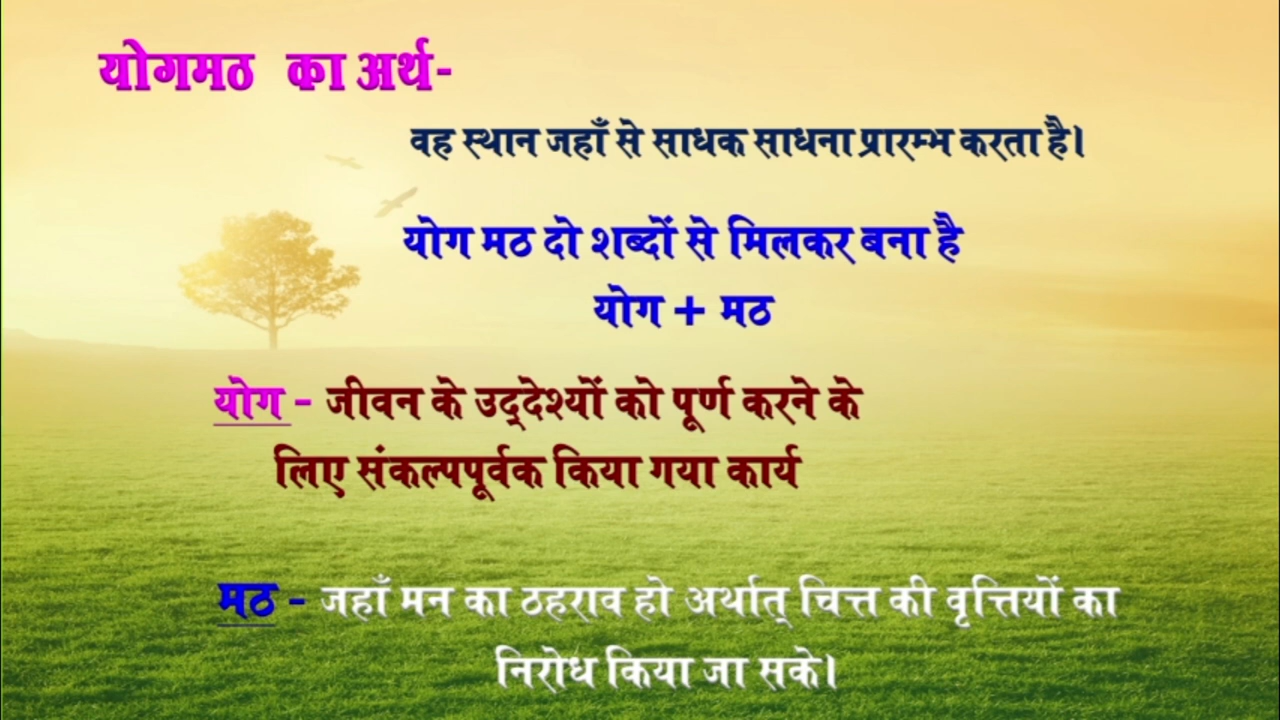 योगमठ का अर्थ-
वह स्थान जहाँ से साधक साधना प्रारम्भ करता है।
योग मठ दो शब्दों से मिलकर बना है
योग + मठ
योग - जीवन के उद्देश्यों को पूर्ण करने के
लिए संकल्पपूर्वक किया गया कार्य
मठ - जहाँ मन का ठहराव हो अर्थात् चित्त की वृत्तियों का
निरोध किया जा सके।